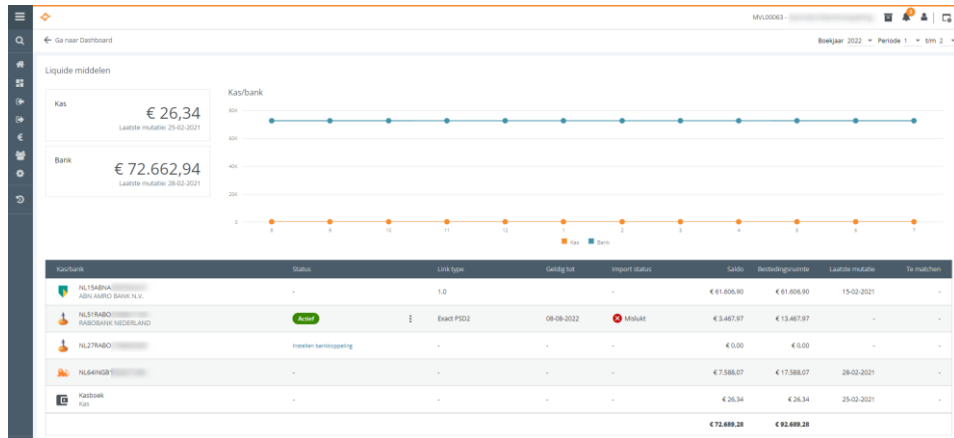 MVL00063 -
2
Ga naar Dashboard
Boekjaar 2022 Periode 1 t/m 2
Liquide middelen
Kas
€ 26,34
Laatste mutatie: 25-02-2021
Bank
€ 72.662,94
Laatste mutatie: 28-02-2021
Kas/bank
80K
60K
40K
20K
0
8 9 10 11 12 1 2 3 4 5 6 7
Kas Bank
Kas/bank Status Link type Geldig tot Import status Saldo Bestedingsruimte Laatste mutatie Te matchen
NL15ABNA - 1.0 - € 61.606,90 € 61.606,90 15-02-2021 -
ABN AMRO BANK N.V.
NL51RABO Actief Exact PSD2 08-08-2022 Mislukt € 3.467,97 € 13.467,97 - -
RABOBANK NEDERLAND
NL27RABO Instellen bankkoppeling - - - € 0,00 € 0,00 - -
NL64INGB - - - - € 7.588,07 € 17.588,07 28-02-2021 -
Kasboek - - - - € 26,34 € 26,34 25-02-2021 -
Kas
€ 72.689,28 € 92.689,28